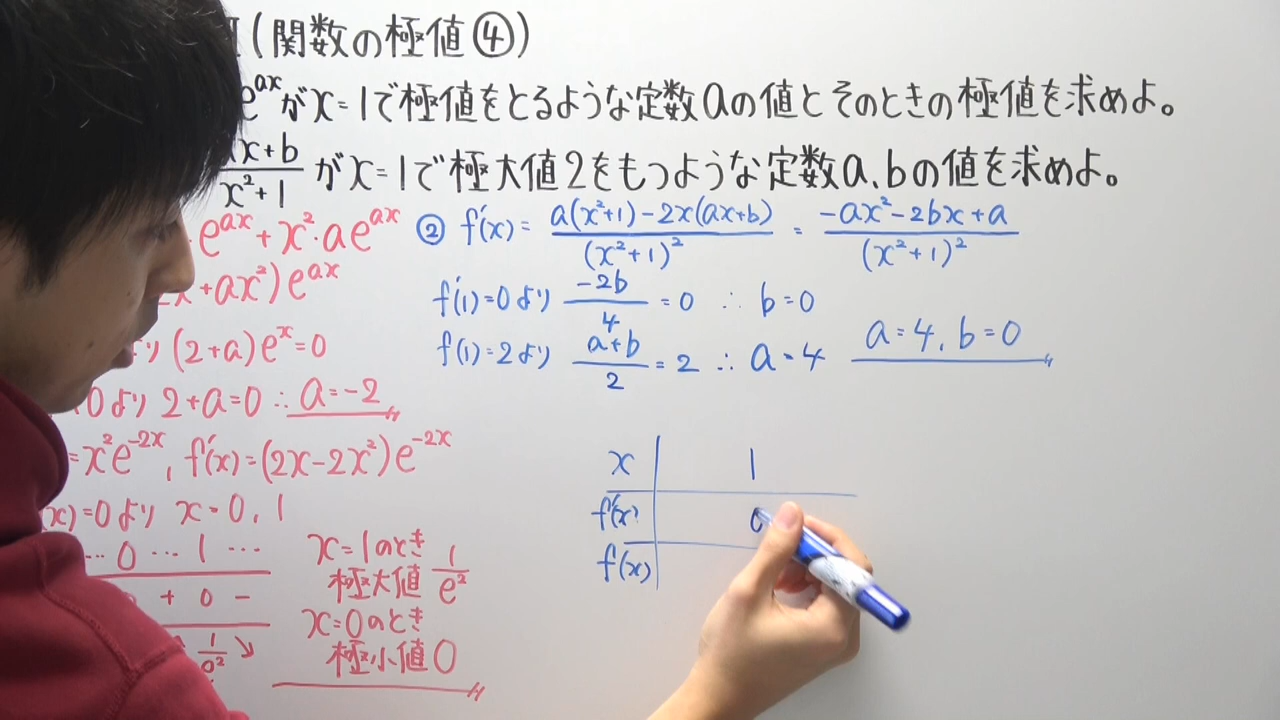 (関数の極値④)
e^{ax}がx=1で極値をとるような定数aの値とそのときの極値を求めよ。
x+b/x²+1 がx=1で極大値2をもつような定数a、bの値を求めよ。
e^{ax}+x²·ae^{ax}
+ax²)e^{ax}
より (2+a)e^x=0
0より 2+a=0 ∴a=-2
=x²e^{-2x}, f'(x)=(2x-2x²)e^{-2x}
(x)=0より x=0, 1
… 0 … 1 …
+ 0 -
1/e² ↘
x=1のとき
極大値 1/e²
x=0のとき
極小値 0
② f'(x)= a(x²+1)-2x(ax+b)/(x²+1)² = -ax²-2bx+a/(x²+1)²
f'(1)=0より -2b/4 =0 ∴ b=0
f(1)=2より a+b/2 =2 ∴ a=4
a=4, b=0
x 1
f'(x) 0
f(x)